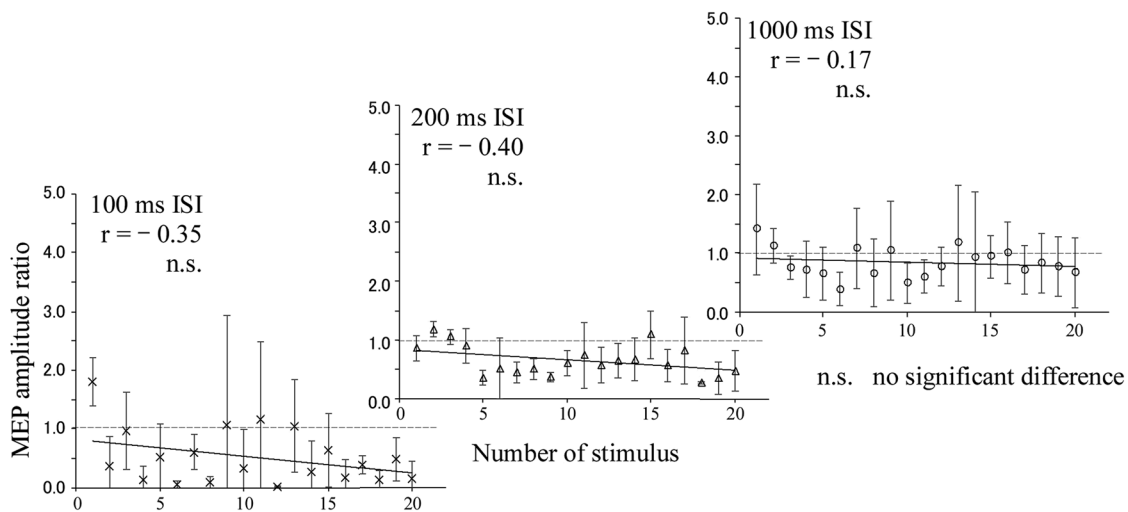 5.0
1000 ms ISI
r = − 0.17
n.s.
4.0
3.0
2.0
1.0
0.0
0
5
10
15
20
5.0
200 ms ISI
r = − 0.40
n.s.
4.0
3.0
2.0
1.0
0.0
0
5
10
15
20
5.0
100 ms ISI
r = − 0.35
n.s.
4.0
3.0
2.0
1.0
0.0
0
5
10
15
20
MEP amplitude ratio
Number of stimulus
n.s. no significant difference